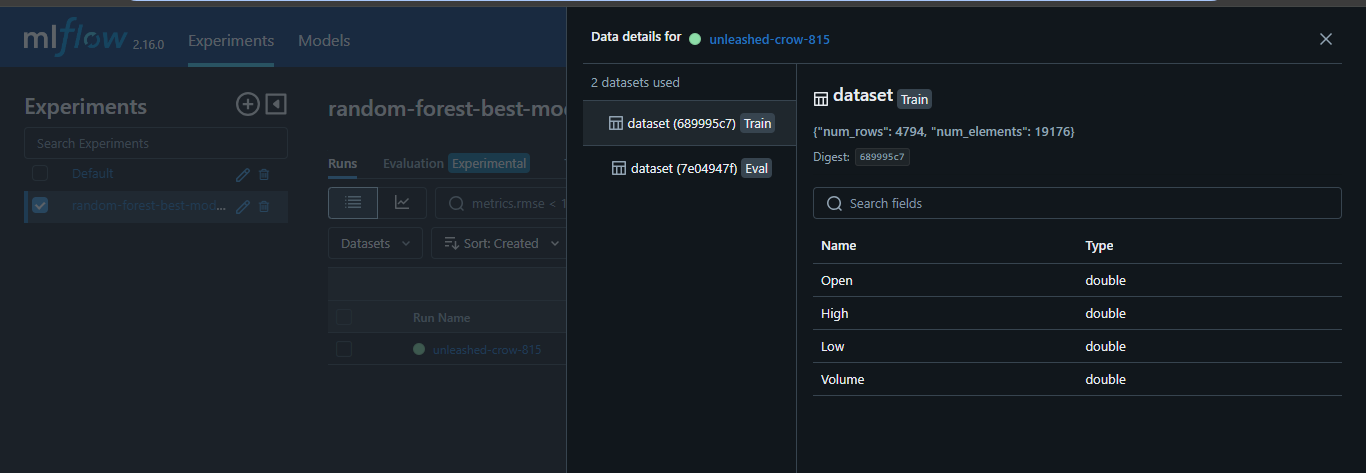 mlflow 2.16.0
Experiments
Models
Experiments
Search Experiments
Default
random-forest-best-mod...
random-forest-best-mod
Runs
Evaluation Experimental
metrics.rmse < 1
Datasets
Sort: Created
Run Name
unleashed-crow-815
Data details for unleashed-crow-815
2 datasets used
dataset (689995c7) Train
dataset (7e04947f) Eval
dataset Train
{"num_rows": 4794, "num_elements": 19176}
Digest: 689995c7
Search fields
Name Type
Open double
High double
Low double
Volume double